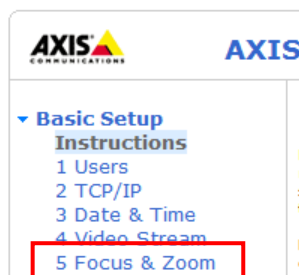 AXIS
COMMUNICATIONS
AXIS
Basic Setup
Instructions
1 Users
2 TCP/IP
3 Date & Time
4 Video Stream
5 Focus & Zoom